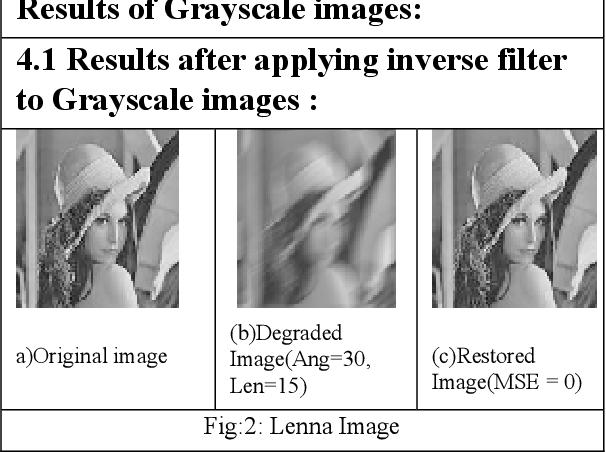 Results of Grayscale images:
4.1 Results after applying inverse filter
to Grayscale images :
a)Original image
(b)Degraded
Image(Ang=30,
Len=15)
(c)Restored
Image(MSE = 0)
Fig:2: Lenna Image